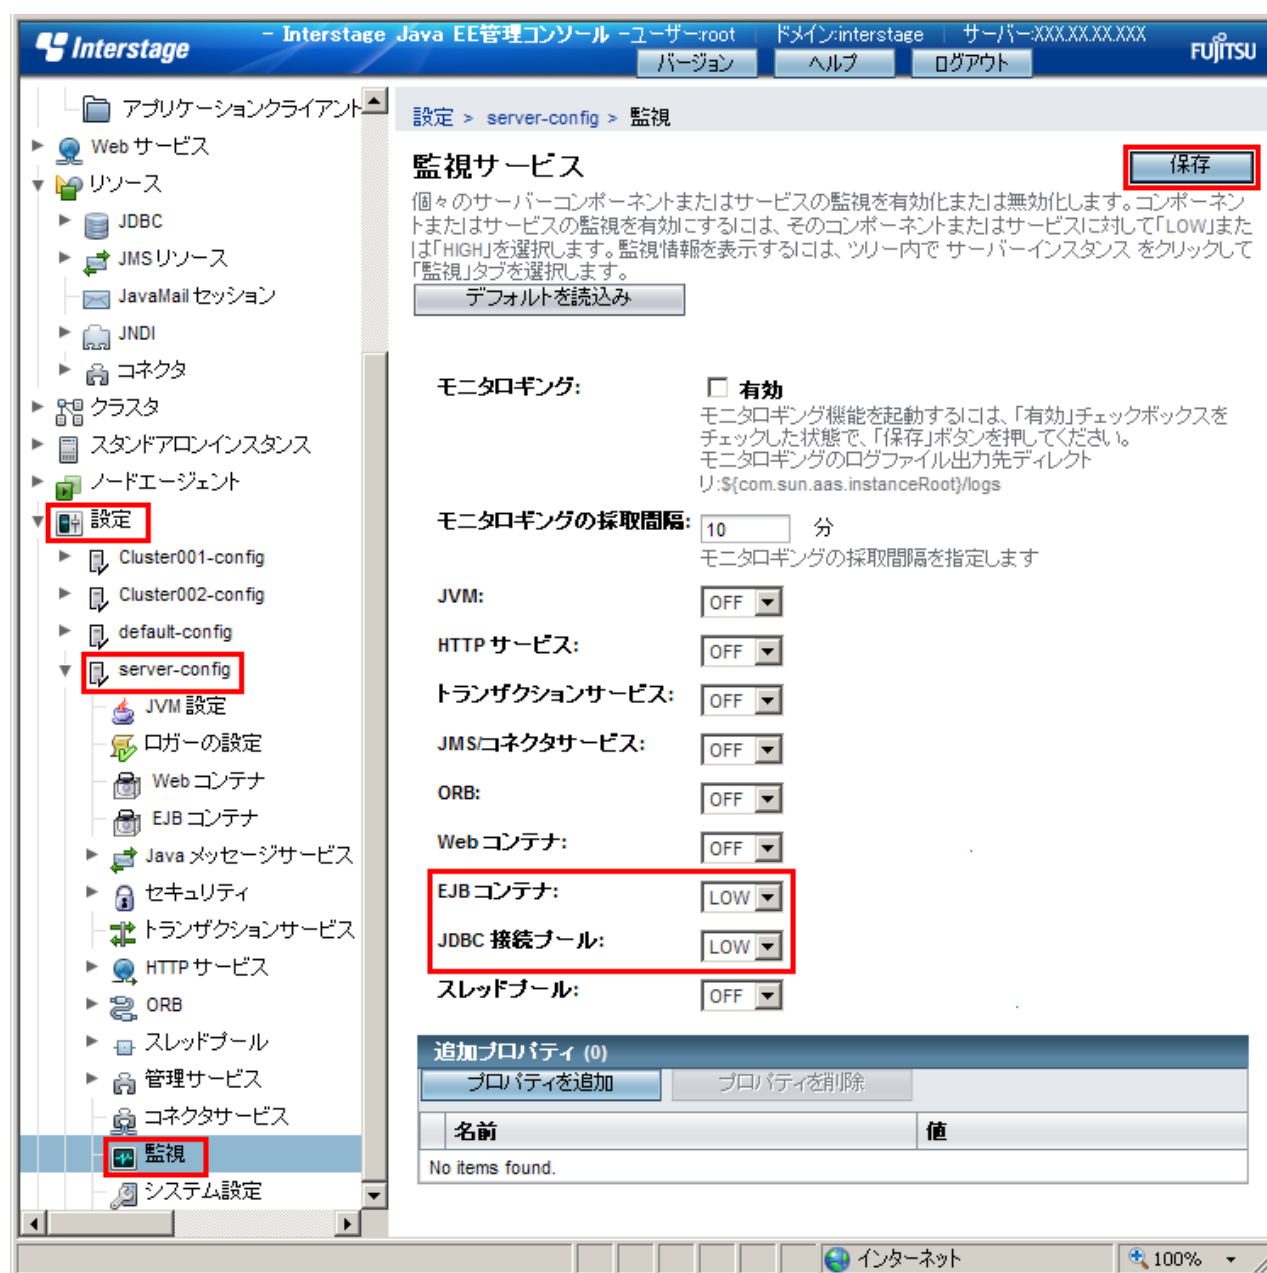 Interstage
- Interstage Java EE管理コンソール -ユーザー:root ドメイン:interstage サーバー:XXX.XX.XX.XXX
バージョン ヘルプ ログアウト
FUJITSU
アプリケーションクライアント
Web サービス
リソース
JDBC
JMS リソース
JavaMail セッション
JNDI
コネクタ
クラスタ
スタンドアロンインスタンス
ノードエージェント
設定
Cluster001-config
Cluster002-config
default-config
server-config
JVM 設定
ロガーの設定
Web コンテナ
EJB コンテナ
Java メッセージサービス
セキュリティ
トランザクションサービス
HTTP サービス
ORB
スレッドプール
管理サービス
コネクタサービス
監視
システム設定
設定 > server-config > 監視
監視サービス
保存
個々のサーバーコンポーネントまたはサービスの監視を有効化または無効化します。コンポーネン
トまたはサービスの監視を有効にするには、そのコンポーネントまたはサービスに対して「LOW」また
は「HIGH」を選択します。監視情報を表示するには、ツリー内で サーバーインスタンス をクリックして
「監視」タブを選択します。
デフォルトを読込み
モニタロギング: 有効
モニタロギング機能を起動するには、「有効」チェックボックスを
チェックした状態で、「保存」ボタンを押してください。
モニタロギングのログファイル出力先ディレクト
リ:${com.sun.aas.instanceRoot}/logs
モニタロギングの採取間隔: 10 分
モニタロギングの採取間隔を指定します
JVM: OFF
HTTP サービス: OFF
トランザクションサービス: OFF
JMS/コネクタサービス: OFF
ORB: OFF
Web コンテナ: OFF
EJB コンテナ: LOW
JDBC 接続プール: LOW
スレッドプール: OFF
追加プロパティ (0)
プロパティを追加 プロパティを削除
名前 値
No items found.
インターネット 100%